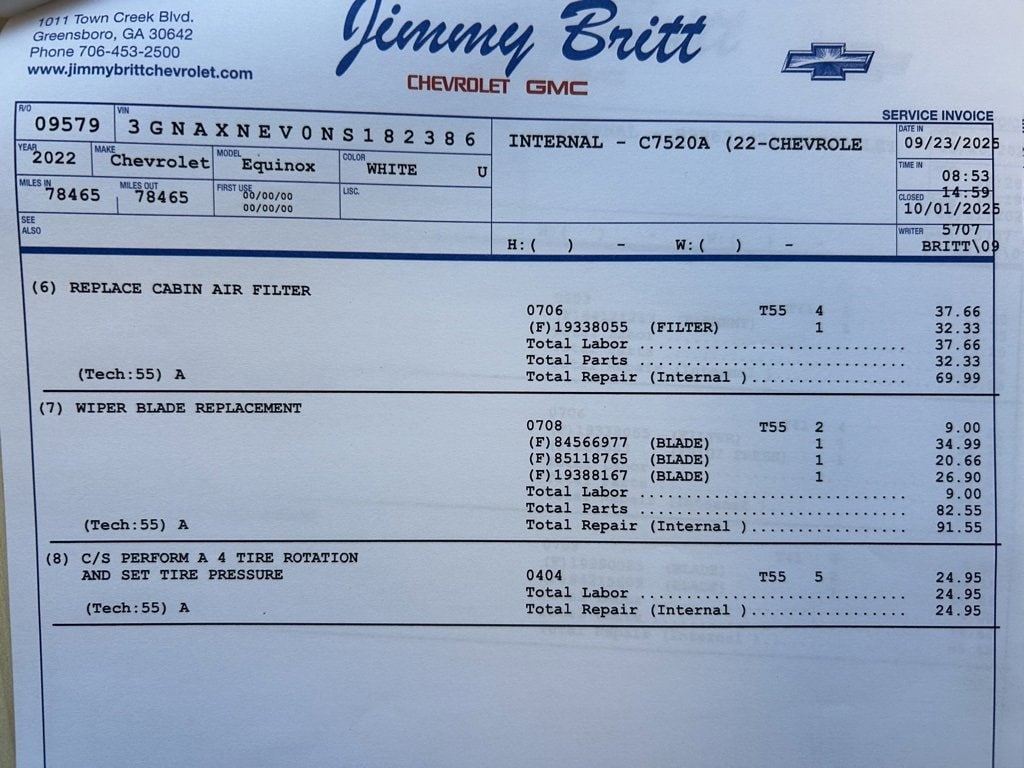 1011 Town Creek Blvd.
Greensboro, GA 30642
Phone 706-453-2500
www.jimmybrittchevrolet.com
Jimmy Britt
CHEVROLET GMC
SERVICE INVOICE
R/O 09579
VIN 3GNAXNEV0NS182386
INTERNAL - C7520A (22-CHEVROLE
DATE IN 09/23/2025
YEAR 2022 MAKE Chevrolet MODEL Equinox COLOR WHITE U
TIME IN 08:53
14:59
MILES IN 78465 MILES OUT 78465 FIRST USE 00/00/00 LISC.
00/00/00
CLOSED 10/01/2025
SEE ALSO
H:( ) - W:( ) -
WRITER 5707
BRITT\09
(6) REPLACE CABIN AIR FILTER
0706 T55 4 37.66
(F)19338055 (FILTER) 1 32.33
Total Labor .................................. 37.66
Total Parts .................................. 32.33
(Tech:55) A Total Repair (Internal )................... 69.99
(7) WIPER BLADE REPLACEMENT
0708 T55 2 9.00
(F)84566977 (BLADE) 1 34.99
(F)85118765 (BLADE) 1 20.66
(F)19388167 (BLADE) 1 26.90
Total Labor .................................. 9.00
Total Parts .................................. 82.55
(Tech:55) A Total Repair (Internal )................... 91.55
(8) C/S PERFORM A 4 TIRE ROTATION
AND SET TIRE PRESSURE 0404 T55 5 24.95
Total Labor .................................. 24.95
(Tech:55) A Total Repair (Internal )................... 24.95